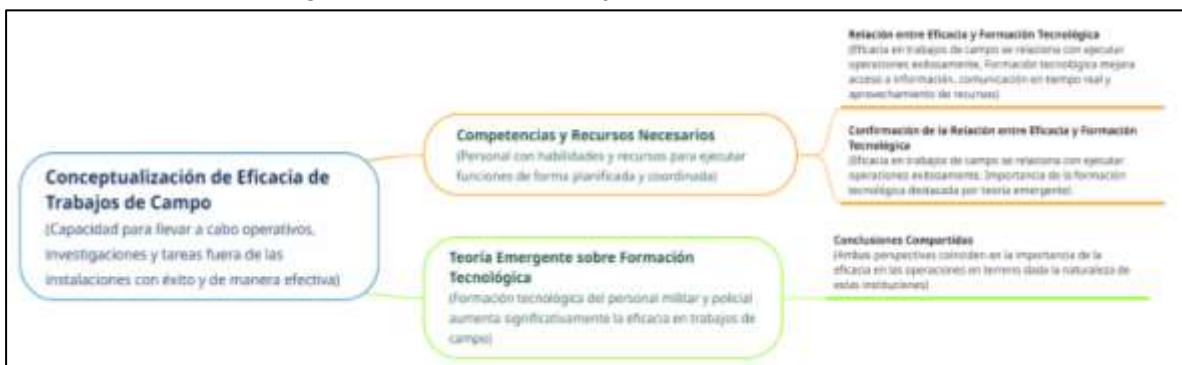 Conceptualización de Eficacia de
Trabajos de Campo
(Capacidad para llevar a cabo operativos,
investigaciones y tareas fuera de las
instalaciones con éxito y de manera efectiva)
Competencias y Recursos Necesarios
(Personal con habilidades y recursos para ejecutar
funciones de forma planificada y coordinada)
Relación entre Eficacia y Formación Tecnológica
(Eficacia en trabajos de campo se relaciona con ejecutar
operaciones exitosamente, Formación tecnológica mejora
acceso a información, comunicación en tiempo real y
aprovechamiento de recursos)
Confirmación de la Relación entre Eficacia y Formación
Tecnológica
(Eficacia en trabajos de campo se relaciona con ejecutar
operaciones exitosamente. Importancia de la formación
tecnológica destacada por teoría emergente)
Teoría Emergente sobre Formación
Tecnológica
(Formación tecnológica del personal militar y policial
aumenta significativamente la eficacia en trabajos de
campo)
Conclusiones Compartidas
(Ambas perspectivas coinciden en la importancia de la
eficacia en las operaciones en terreno dada la naturaleza de
estas instituciones)